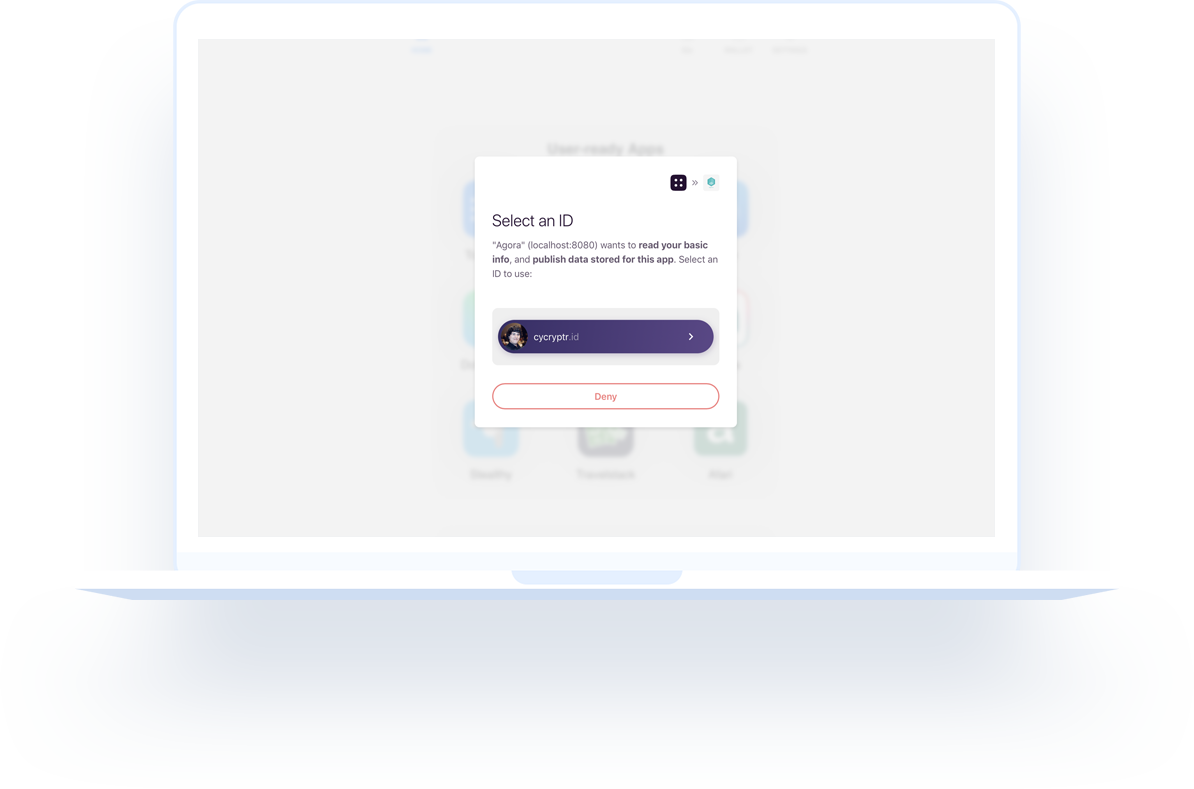 User-ready Apps
Select an ID
"Agora" (localhost:8080) wants to read your basic
info, and publish data stored for this app. Select an
ID to use:
cycryptr.id
Deny
Stealthy
Travelstack